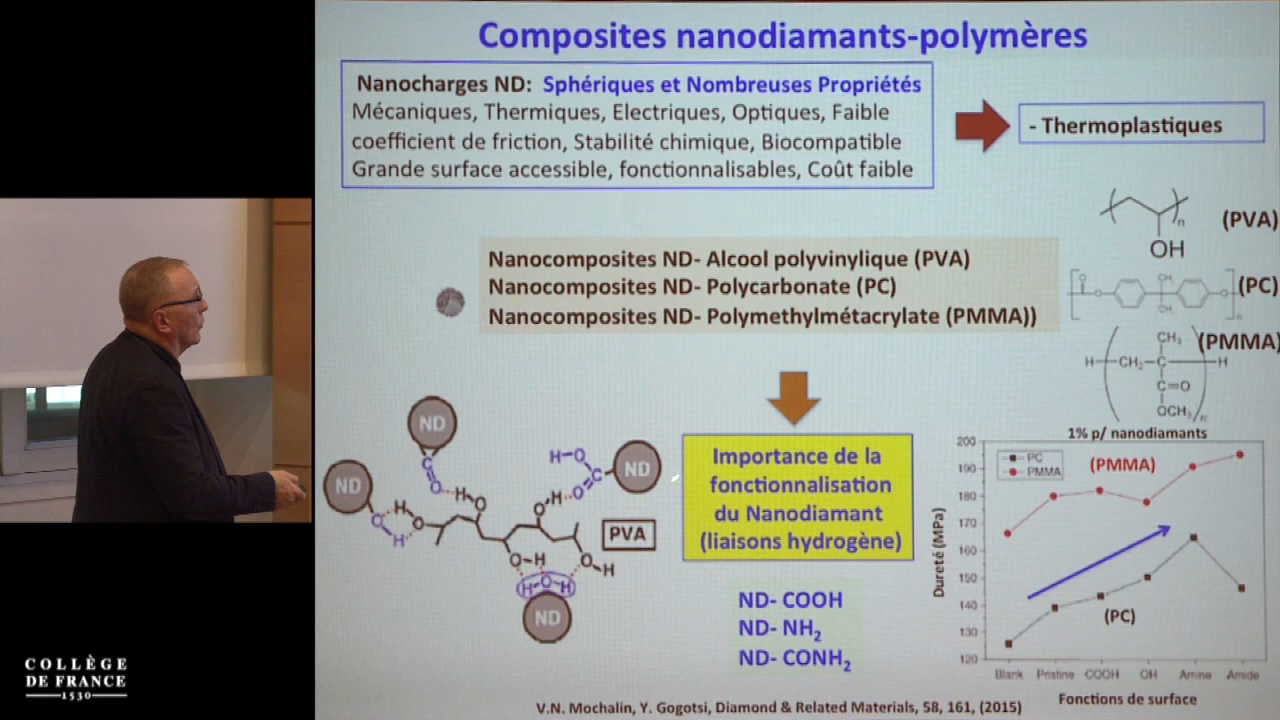 Composites nanodiamants-polymères
Nanocharges ND: Sphériques et Nombreuses Propriétés
Mécaniques, Thermiques, Electriques, Optiques, Faible
coefficient de friction, Stabilité chimique, Biocompatible
Grande surface accessible, fonctionnalisables, Coût faible
- Thermoplastiques
n
OH
(PVA)
Nanocomposites ND- Alcool polyvinylique (PVA)
Nanocomposites ND- Polycarbonate (PC)
Nanocomposites ND- Polymethylmétacrylate (PMMA))
O
CH3
O
O
CH3
n
(PC)
(PMMA)
CH3
H
CH2
C
H
C=O
OCH3
n
ND
C
O
H
O
ND
O
H
H
O
H-O
C
O
ND
H
O
PVA
O-H
O
H
H-O-H
ND
Importance de la
fonctionnalisation
du Nanodiamant
(liaisons hydrogène)
ND- COOH
ND- NH2
ND- CONH2
1% p/ nanodiamants
PC
PMMA
(PMMA)
(PC)
Dureté (MPa)
200
190
180
170
160
150
140
130
120
Blank Pristine COOH OH Amine Amide
Fonctions de surface
V.N. Mochalin, Y. Gogotsi, Diamond & Related Materials, 58, 161, (2015)
COLLÈGE
DE FRANCE
1530